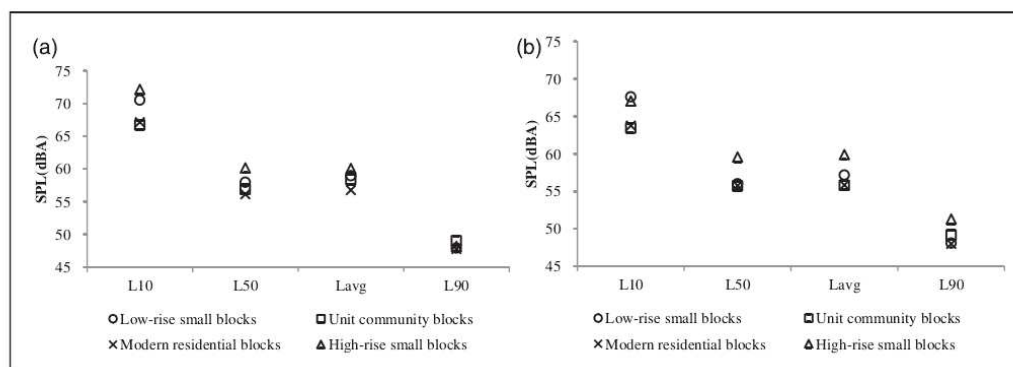 (a)
75
70
65
60
55
50
45
SPL(dBA)
L10 L50 Lavg L90
Low-rise small blocks Unit community blocks
Modern residential blocks High-rise small blocks
(b)
75
70
65
60
55
50
45
SPL(dBA)
L10 L50 Lavg L90
Low-rise small blocks Unit community blocks
Modern residential blocks High-rise small blocks